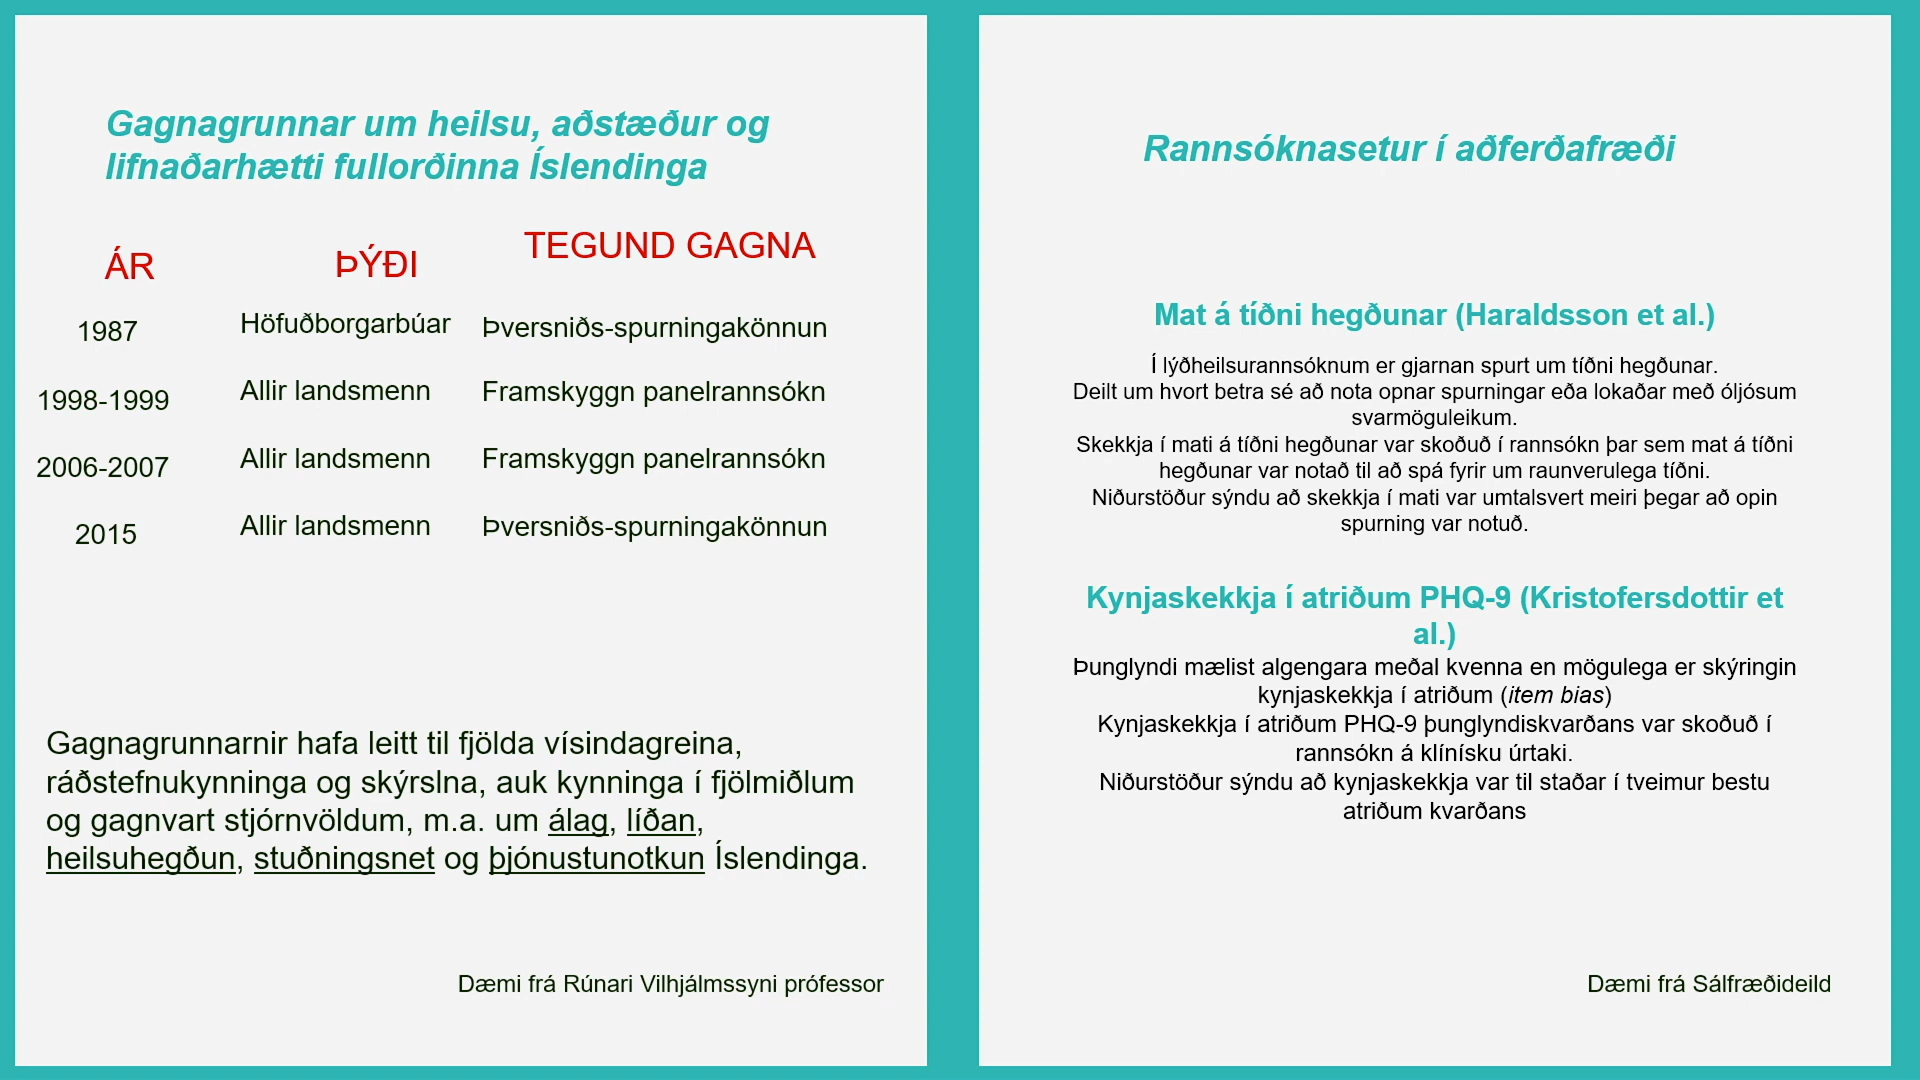 Gagnagrunnar um heilsu, aðstæður og
lifnaðarhætti fullorðinna Íslendinga
ÁR ÞÝÐI TEGUND GAGNA
1987 Höfuðborgarbúar Þversniðs-spurningakönnun
1998-1999 Allir landsmenn Framskyggn panelrannsókn
2006-2007 Allir landsmenn Framskyggn panelrannsókn
2015 Allir landsmenn Þversniðs-spurningakönnun
Gagnagrunnarnir hafa leitt til fjölda vísindagreina,
ráðstefnukynninga og skýrslna, auk kynninga í fjölmiðlum
og gagnvart stjórnvöldum, m.a. um álag, líðan,
heilsuhegðun, stuðningsnet og þjónustunotkun Íslendinga.
Dæmi frá Rúnari Vilhjálmssyni prófessor
Rannsóknasetur í aðferðafræði
Mat á tíðni hegðunar (Haraldsson et al.)
Í lýðheilsurannsóknum er gjarnan spurt um tíðni hegðunar.
Deilt um hvort betra sé að nota opnar spurningar eða lokaðar með óljósum
svarmöguleikum.
Skekkja í mati á tíðni hegðunar var skoðuð í rannsókn þar sem mat á tíðni
hegðunar var notað til að spá fyrir um raunverulega tíðni.
Niðurstöður sýndu að skekkja í mati var umtalsvert meiri þegar að opin
spurning var notuð.
Kynjaskekkja í atriðum PHQ-9 (Kristofersdottir et
al.)
Þunglyndi mælist algengara meðal kvenna en mögulega er skýringin
kynjaskekkja í atriðum (item bias)
Kynjaskekkja í atriðum PHQ-9 þunglyndiskvarðans var skoðuð í
rannsókn á klínísku úrtaki.
Niðurstöður sýndu að kynjaskekkja var til staðar í tveimur bestu
atriðum kvarðans
Dæmi frá Sálfræðideild